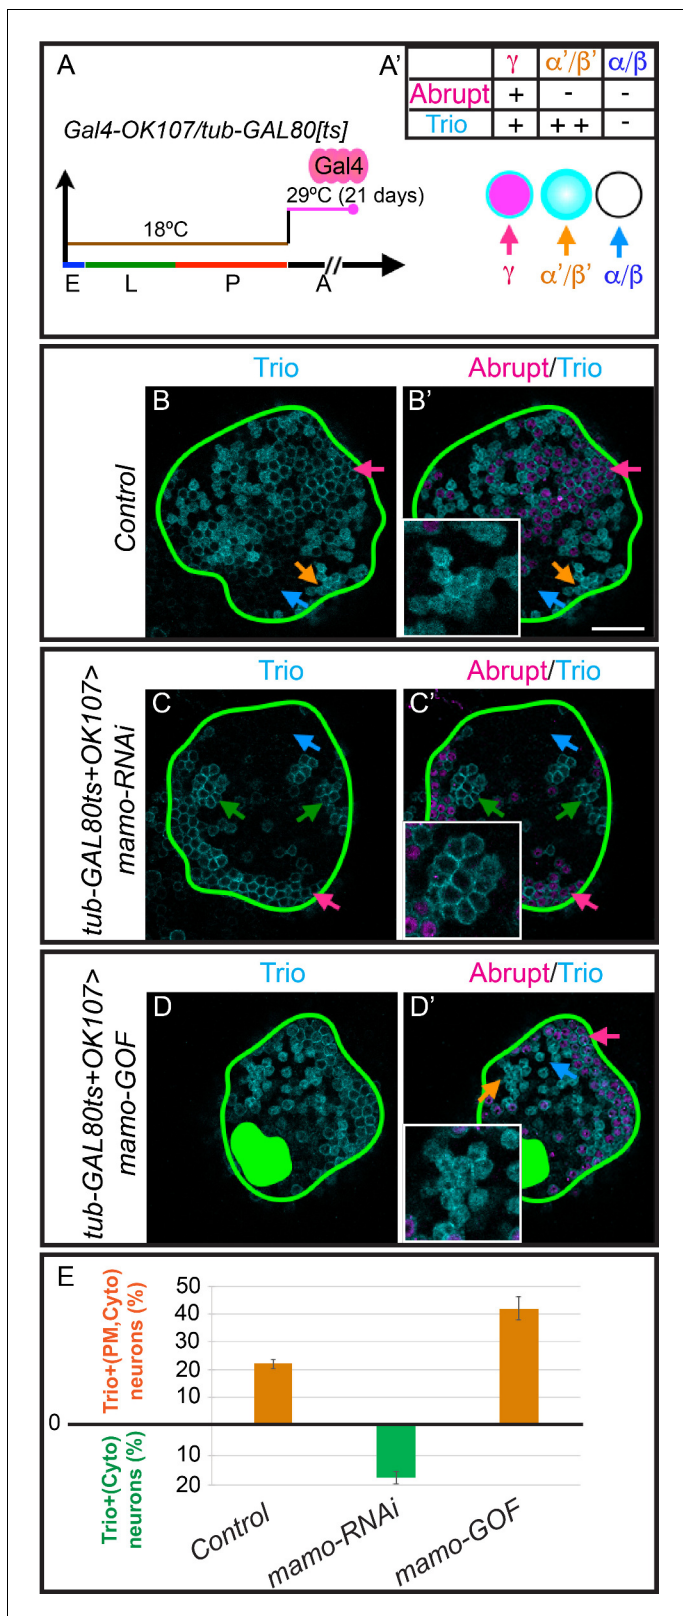 A
Gal4-OK107/tub-GAL80[ts]
Gal4
29ºC (21 days)
18ºC
E L P A
A'
γ α'/β' α/β
Abrupt + - -
Trio + ++ -
γ α'/β' α/β
Trio
Abrupt/Trio
Control
B
B'
Trio
Abrupt/Trio
tub-GAL80ts+OK107>
mamo-RNAi
C
C'
Trio
Abrupt/Trio
tub-GAL80ts+OK107>
mamo-GOF
D
D'
E
Trio+(PM,Cyto)
neurons (%)
50
40
30
20
10
0
Trio+(Cyto)
neurons (%)
10
20
Control
mamo-RNAi
mamo-GOF